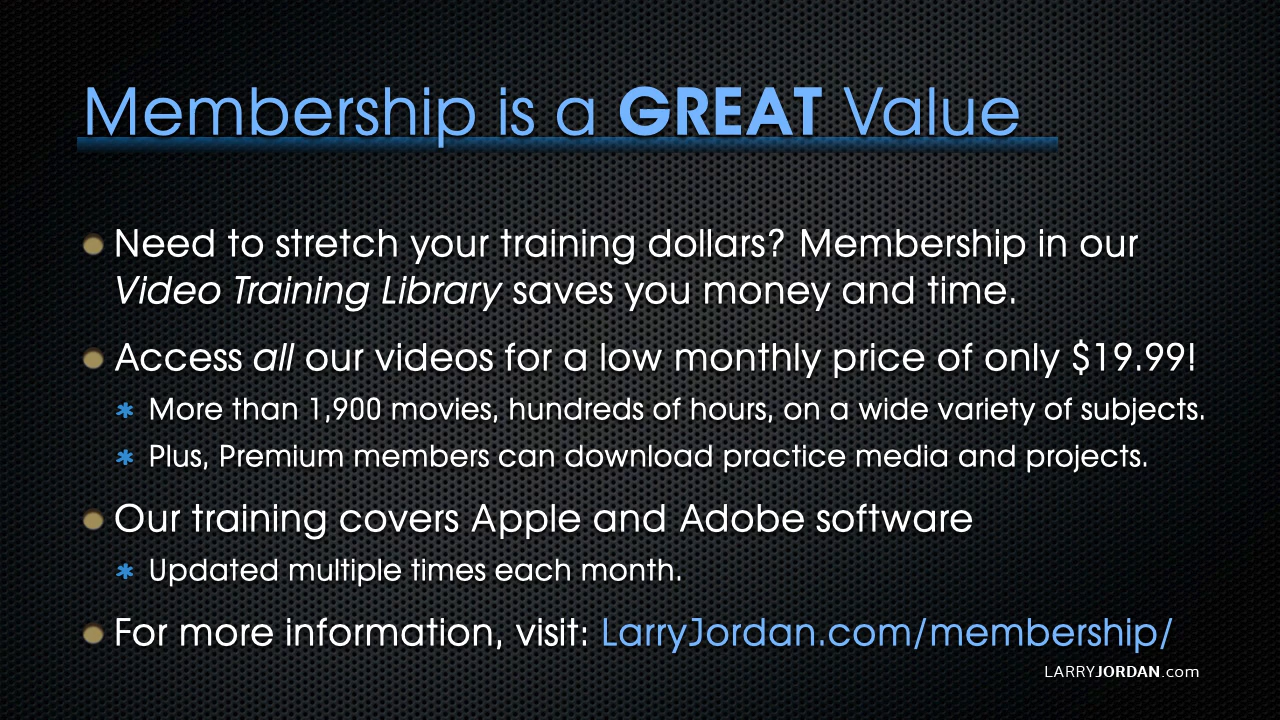 Membership is a GREAT Value
Need to stretch your training dollars? Membership in our
Video Training Library saves you money and time.
Access all our videos for a low monthly price of only $19.99!
More than 1,900 movies, hundreds of hours, on a wide variety of subjects.
Plus, Premium members can download practice media and projects.
Our training covers Apple and Adobe software
Updated multiple times each month.
For more information, visit: LarryJordan.com/membership/
LARRYJORDAN.com